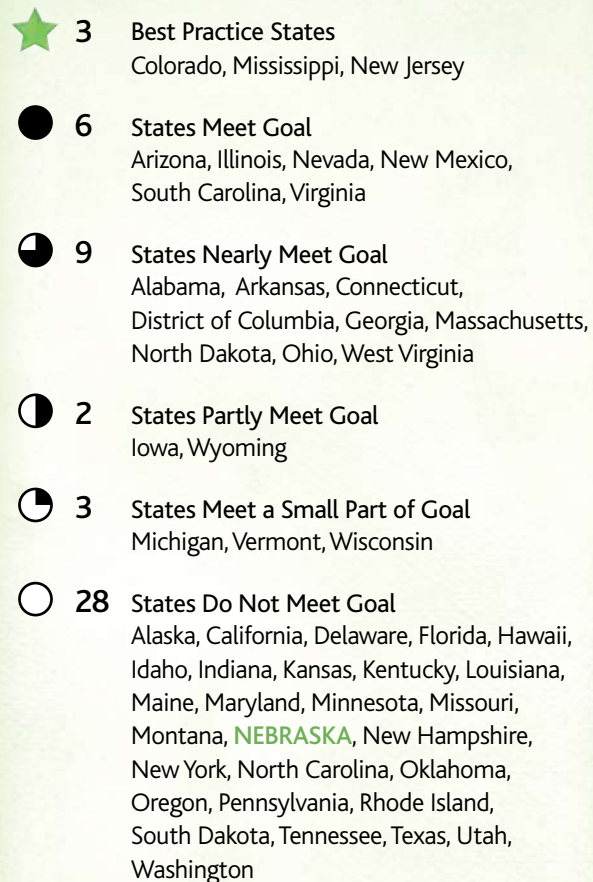 3 Best Practice States
Colorado, Mississippi, New Jersey
6 States Meet Goal
Arizona, Illinois, Nevada, New Mexico,
South Carolina, Virginia
9 States Nearly Meet Goal
Alabama, Arkansas, Connecticut,
District of Columbia, Georgia, Massachusetts,
North Dakota, Ohio, West Virginia
2 States Partly Meet Goal
Iowa, Wyoming
3 States Meet a Small Part of Goal
Michigan, Vermont, Wisconsin
28 States Do Not Meet Goal
Alaska, California, Delaware, Florida, Hawaii,
Idaho, Indiana, Kansas, Kentucky, Louisiana,
Maine, Maryland, Minnesota, Missouri,
Montana, NEBRASKA, New Hampshire,
New York, North Carolina, Oklahoma,
Oregon, Pennsylvania, Rhode Island,
South Dakota, Tennessee, Texas, Utah,
Washington